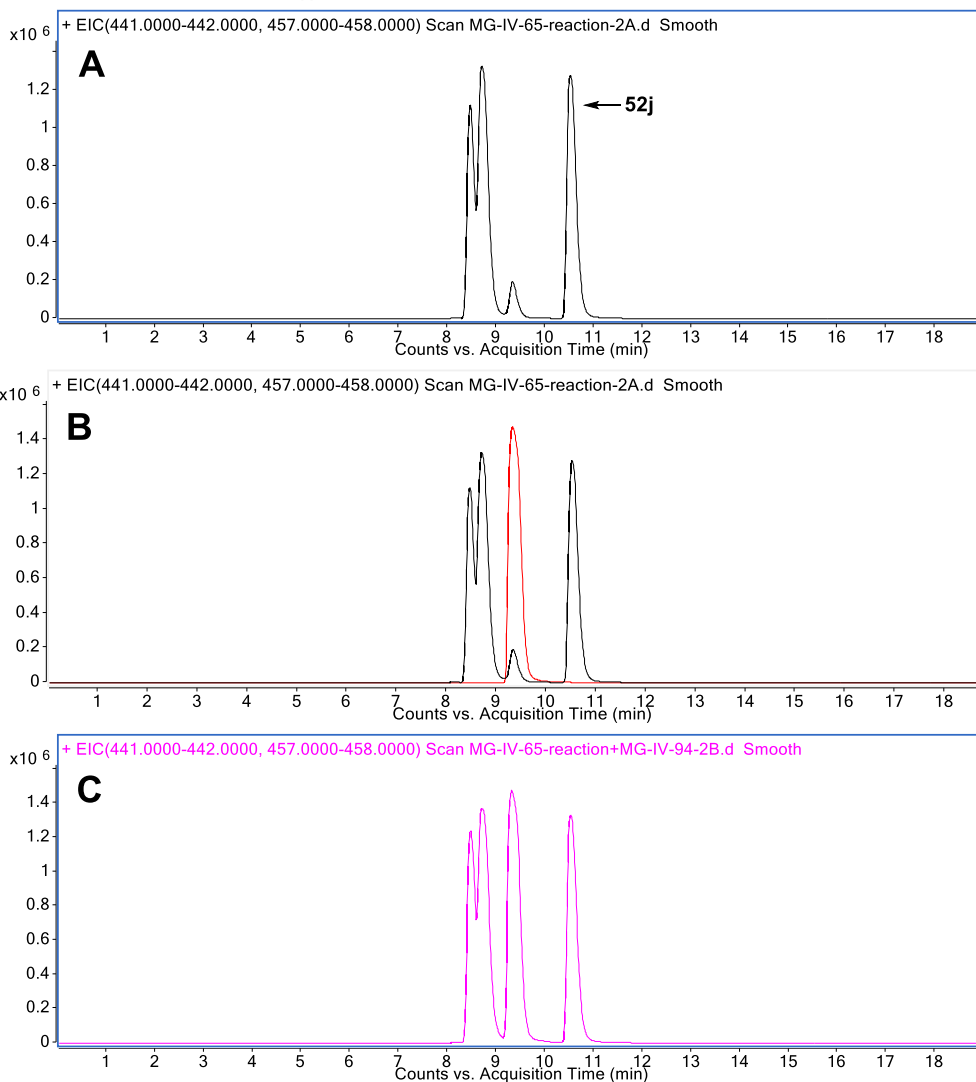 + EIC(441.0000-442.0000, 457.0000-458.0000) Scan MG-IV-65-reaction-2A.d Smooth
x10 6
A
52j
1.2
1
0.8
0.6
0.4
0.2
0
1 2 3 4 5 6 7 8 9 10 11 12 13 14 15 16 17 18
Counts vs. Acquisition Time (min)
+ EIC(441.0000-442.0000, 457.0000-458.0000) Scan MG-IV-65-reaction-2A.d Smooth
x10 6
B
1.4
1.2
1
0.8
0.6
0.4
0.2
0
1 2 3 4 5 6 7 8 9 10 11 12 13 14 15 16 17 18
Counts vs. Acquisition Time (min)
+ EIC(441.0000-442.0000, 457.0000-458.0000) Scan MG-IV-65-reaction+MG-IV-94-2B.d Smooth
x10 6
C
1.4
1.2
1
0.8
0.6
0.4
0.2
0
1 2 3 4 5 6 7 8 9 10 11 12 13 14 15 16 17 18
Counts vs. Acquisition Time (min)